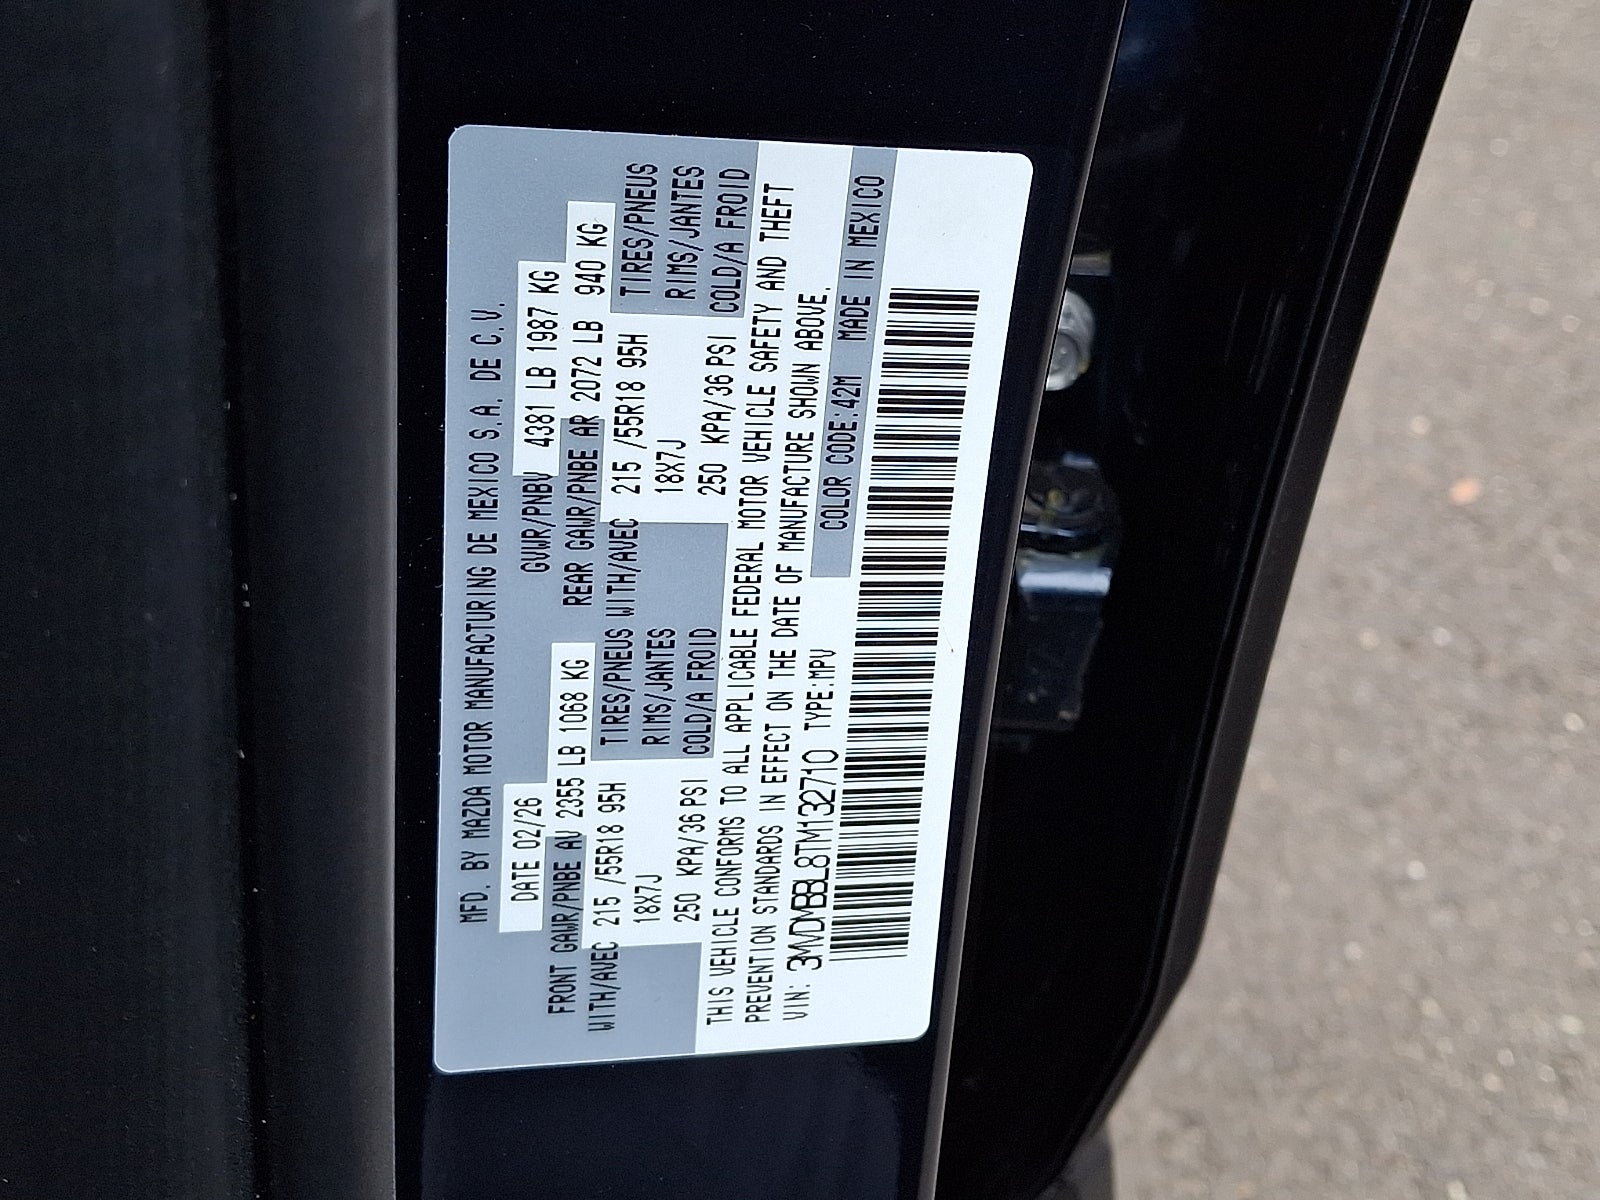 MFD. BY MAZDA MOTOR MANUFACTURING DE MEXICO S.A. DE C.V.
DATE 02/26 GVWR/PNBV 4381 LB 1987 KG
FRONT GAWR/PNBE AV 2355 LB 1068 KG REAR GAWR/PNBE AR 2072 LB 940 KG
WITH/AVEC 215 /55R18 95H TIRES/PNEUS WITH/AVEC 215 /55R18 95H TIRES/PNEUS
18X7J RIMS/JANTES 18X7J RIMS/JANTES
250 KPA/36 PSI COLD/A FROID 250 KPA/36 PSI COLD/A FROID
THIS VEHICLE CONFORMS TO ALL APPLICABLE FEDERAL MOTOR VEHICLE SAFETY AND THEFT
PREVENTION STANDARDS IN EFFECT ON THE DATE OF MANUFACTURE SHOWN ABOVE.
VIN: 3MVDMBBL8TM132710 TYPE:MPV COLOR CODE:42M MADE IN MEXICO